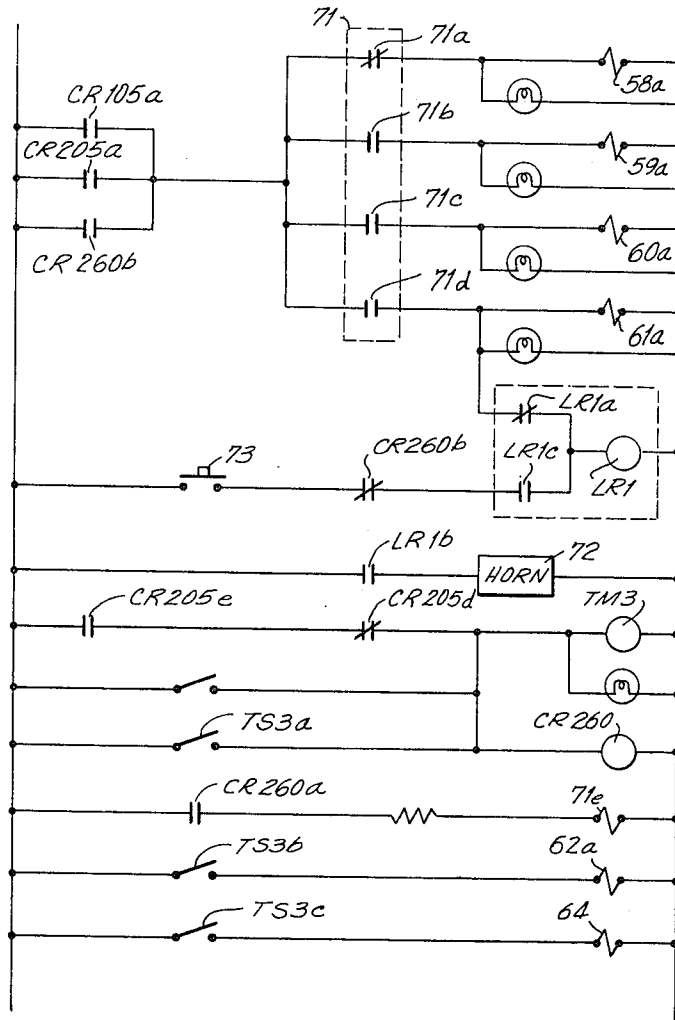 71
71a
58a
CR105a
71b
CR205a
59a
71c
CR260b
60a
71d
61a
LR1a
73
CR260b
LR1c
LR1
LR1b
72
HORN
CR205e
CR205d
TM3
TS3a
CR260
CR260a
71e
TS3b
62a
TS3c
64